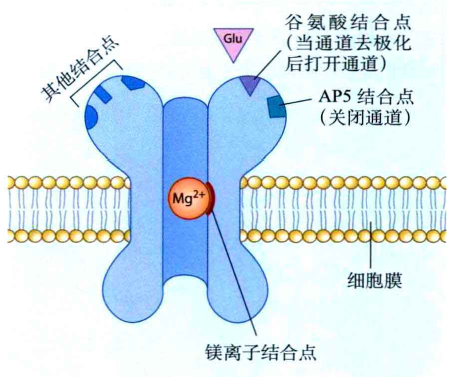 Glu
谷氨酸结合点
（当通道去极化
后打开通道）
其他结合点
AP5 结合点
（关闭通道）
Mg2+
细胞膜
镁离子结合点